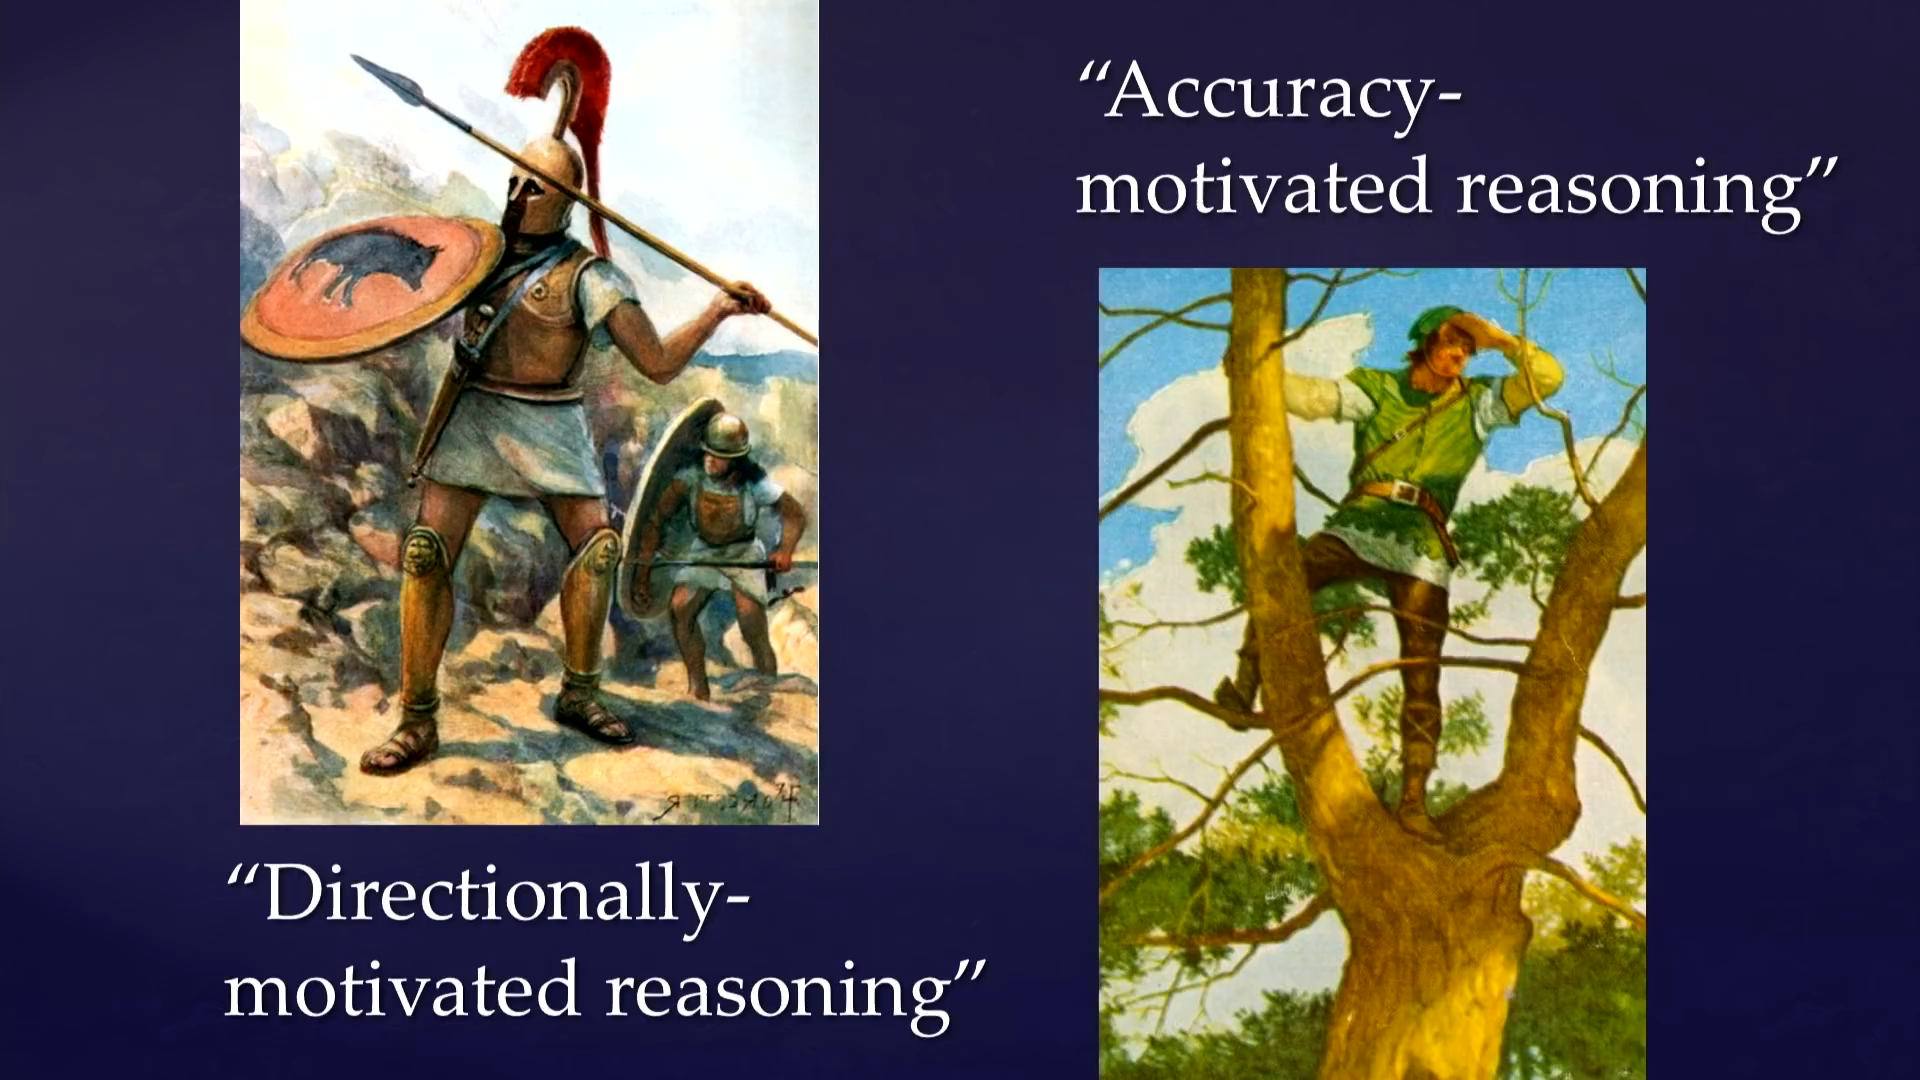 “Accuracy-
motivated reasoning”
“Directionally-
motivated reasoning”